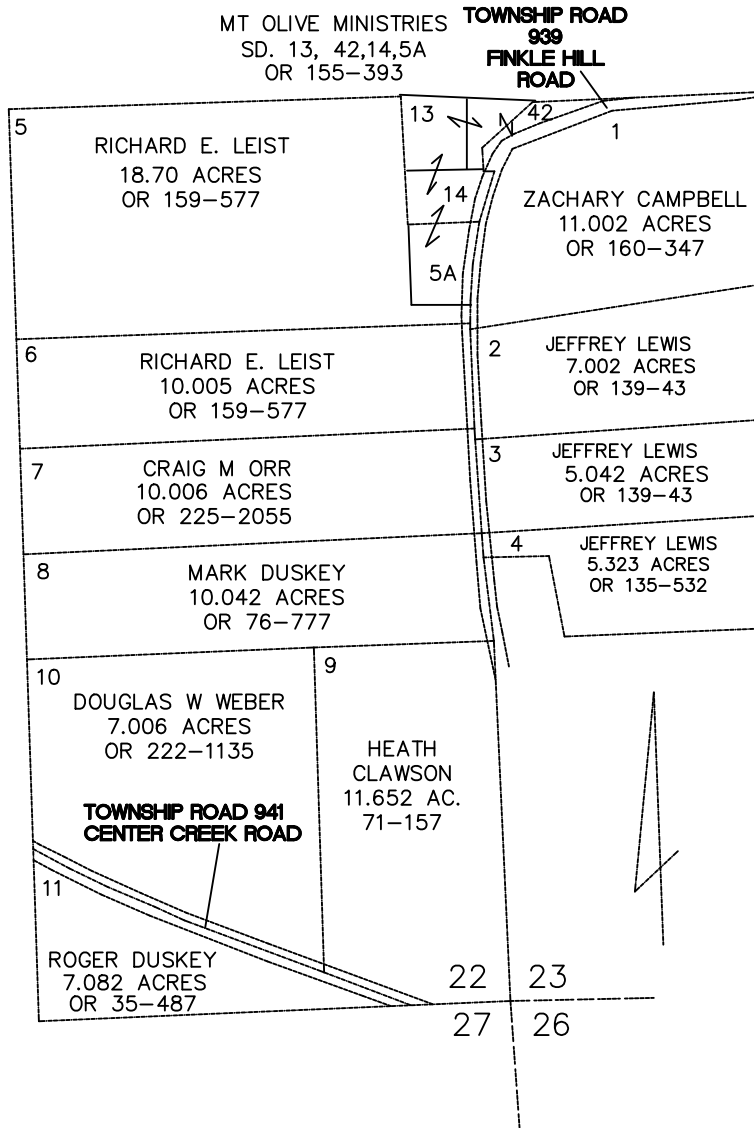 MT OLIVE MINISTRIES
SD. 13, 42,14,5A
OR 155-393
TOWNSHIP ROAD
939
FINKLE HILL
ROAD
5
RICHARD E. LEIST
18.70 ACRES
OR 159-577
13
42
14
5A
1
ZACHARY CAMPBELL
11.002 ACRES
OR 160-347
6
RICHARD E. LEIST
10.005 ACRES
OR 159-577
2
JEFFREY LEWIS
7.002 ACRES
OR 139-43
7
CRAIG M ORR
10.006 ACRES
OR 225-2055
3
JEFFREY LEWIS
5.042 ACRES
OR 139-43
8
MARK DUSKEY
10.042 ACRES
OR 76-777
4
JEFFREY LEWIS
5.323 ACRES
OR 135-532
10
DOUGLAS W WEBER
7.006 ACRES
OR 222-1135
9
HEATH
CLAWSON
11.652 AC.
71-157
TOWNSHIP ROAD 941
CENTER CREEK ROAD
11
ROGER DUSKEY
7.082 ACRES
OR 35-487
22 23
27 26